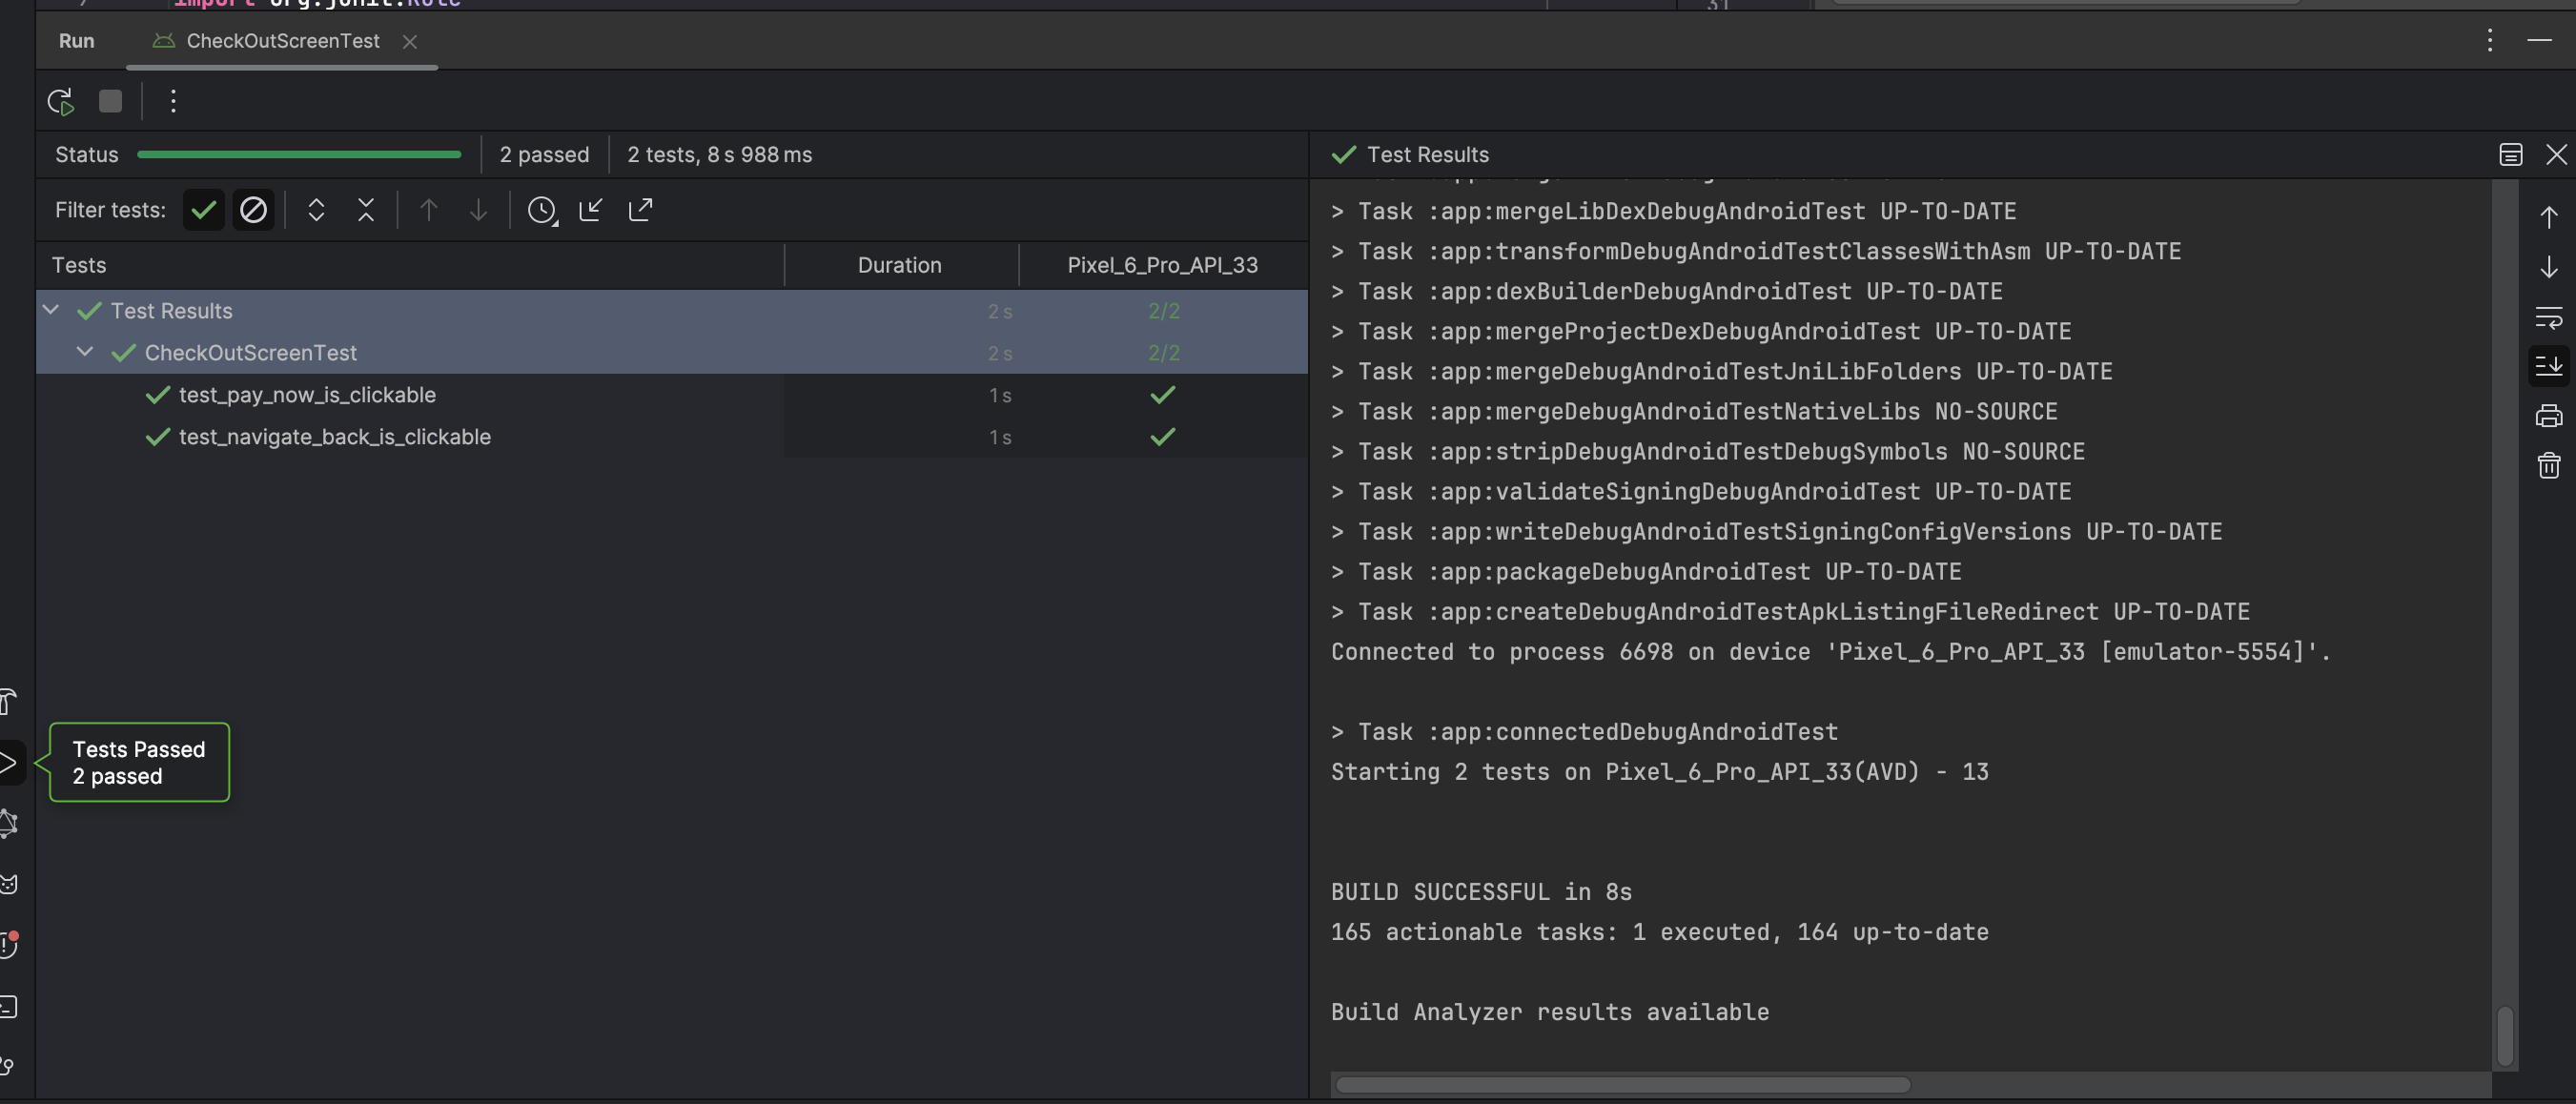 import org.junit.Rule
31
Run
CheckOutScreenTest
Status
2 passed
2 tests, 8 s 988 ms
Test Results
Filter tests:
Tests
Duration
Pixel_6_Pro_API_33
Test Results
2 s
2/2
CheckOutScreenTest
2 s
2/2
test_pay_now_is_clickable
1 s
test_navigate_back_is_clickable
1 s
Tests Passed
2 passed
> Task :app:mergeLibDexDebugAndroidTest UP-TO-DATE
> Task :app:transformDebugAndroidTestClassesWithAsm UP-TO-DATE
> Task :app:dexBuilderDebugAndroidTest UP-TO-DATE
> Task :app:mergeProjectDexDebugAndroidTest UP-TO-DATE
> Task :app:mergeDebugAndroidTestJniLibFolders UP-TO-DATE
> Task :app:mergeDebugAndroidTestNativeLibs NO-SOURCE
> Task :app:stripDebugAndroidTestDebugSymbols NO-SOURCE
> Task :app:validateSigningDebugAndroidTest UP-TO-DATE
> Task :app:writeDebugAndroidTestSigningConfigVersions UP-TO-DATE
> Task :app:packageDebugAndroidTest UP-TO-DATE
> Task :app:createDebugAndroidTestApkListingFileRedirect UP-TO-DATE
Connected to process 6698 on device 'Pixel_6_Pro_API_33 [emulator-5554]'.
> Task :app:connectedDebugAndroidTest
Starting 2 tests on Pixel_6_Pro_API_33(AVD) - 13
BUILD SUCCESSFUL in 8s
165 actionable tasks: 1 executed, 164 up-to-date
Build Analyzer results available